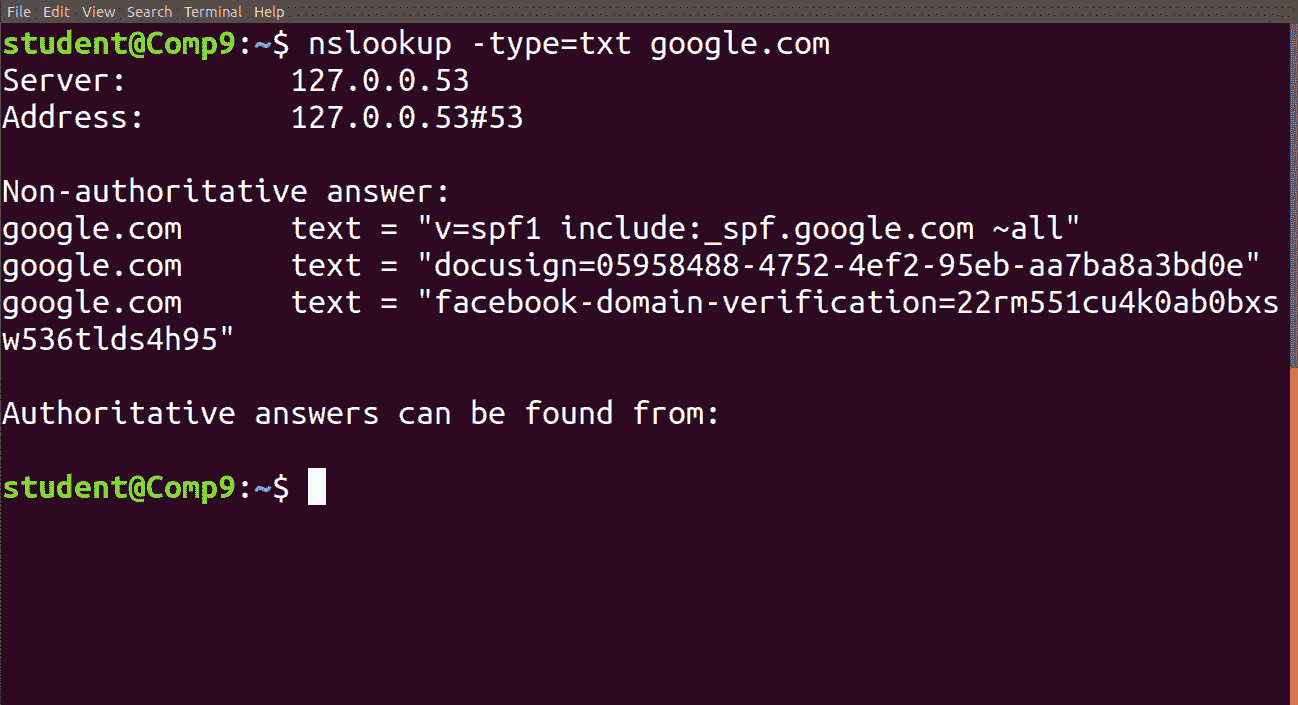 File Edit View Search Terminal Help
student@Comp9:~$ nslookup -type=txt google.com
Server: 127.0.0.53
Address: 127.0.0.53#53
Non-authoritative answer:
google.com text = "v=spf1 include:_spf.google.com ~all"
google.com text = "docusign=05958488-4752-4ef2-95eb-aa7ba8a3bd0e"
google.com text = "facebook-domain-verification=22rm551cu4k0ab0bxs
w536tlds4h95"
Authoritative answers can be found from:
student@Comp9:~$